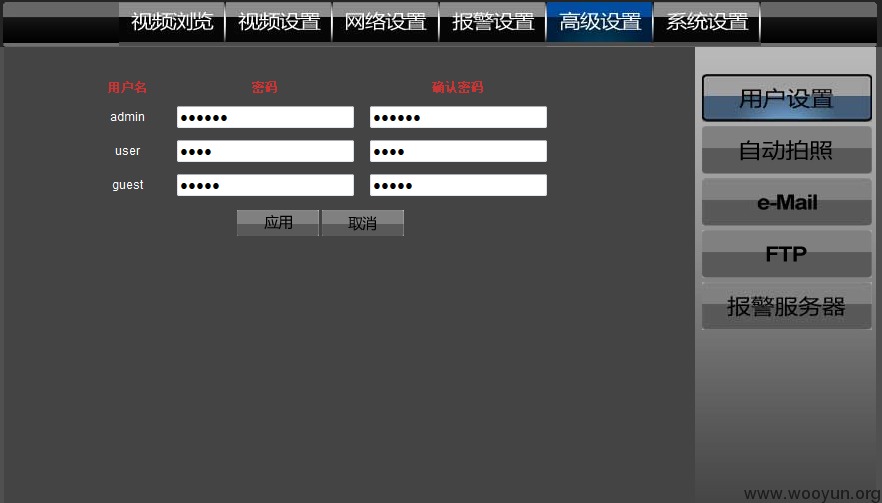 视频浏览 视频设置 网络设置 报警设置 高级设置 系统设置
用户名 密码 确认密码
admin •••••• ••••••
user •••• ••••
guest ••••• •••••
应用 取消
用户设置
自动拍照
e-Mail
FTP
报警服务器
www.wooyun.org